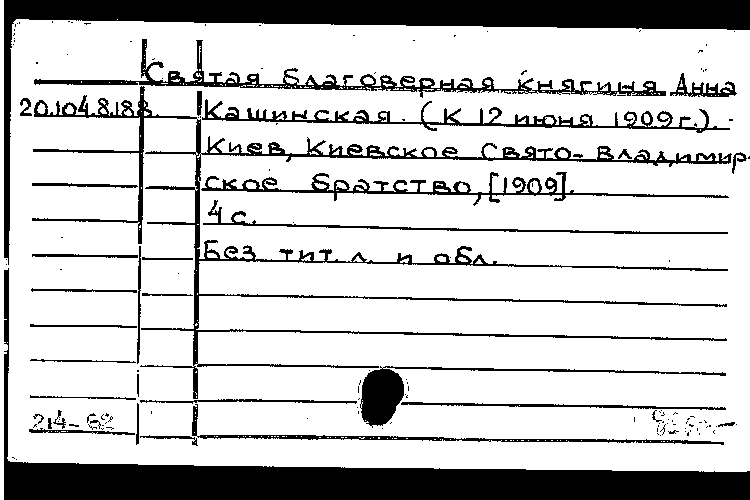 Святая благоверная княгиня Анна
20.104.8.188. Кашинская. (К 12 июня 1909 г.). -
Киев, Киевское Свято-Владимир-
ское братство, [1909].
4 с.
Без тит. л. и обл.
214-62